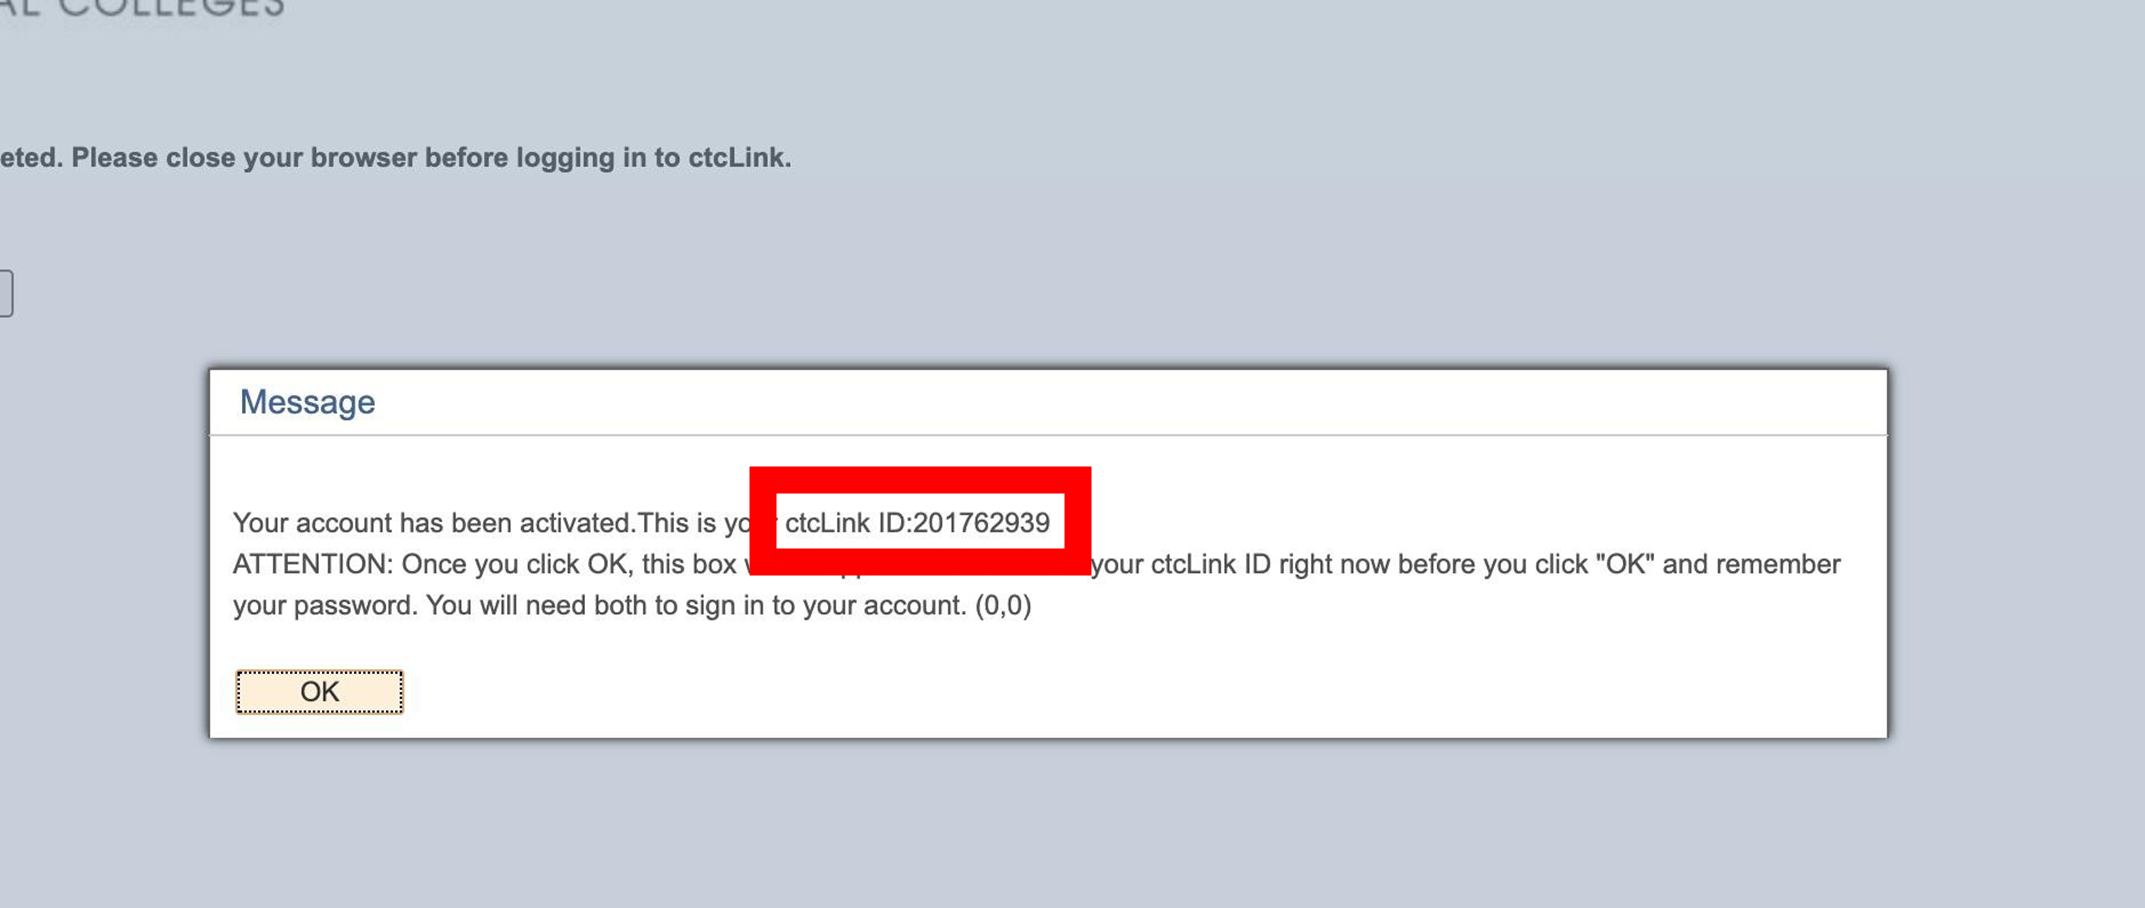 COLLEGES
eted. Please close your browser before logging in to ctcLink.
Message
Your account has been activated.This is ctcLink ID:201762939
ATTENTION: Once you click OK, this box your ctcLink ID right now before you click "OK" and remember
your password. You will need both to sign in to your account. (0,0)
OK